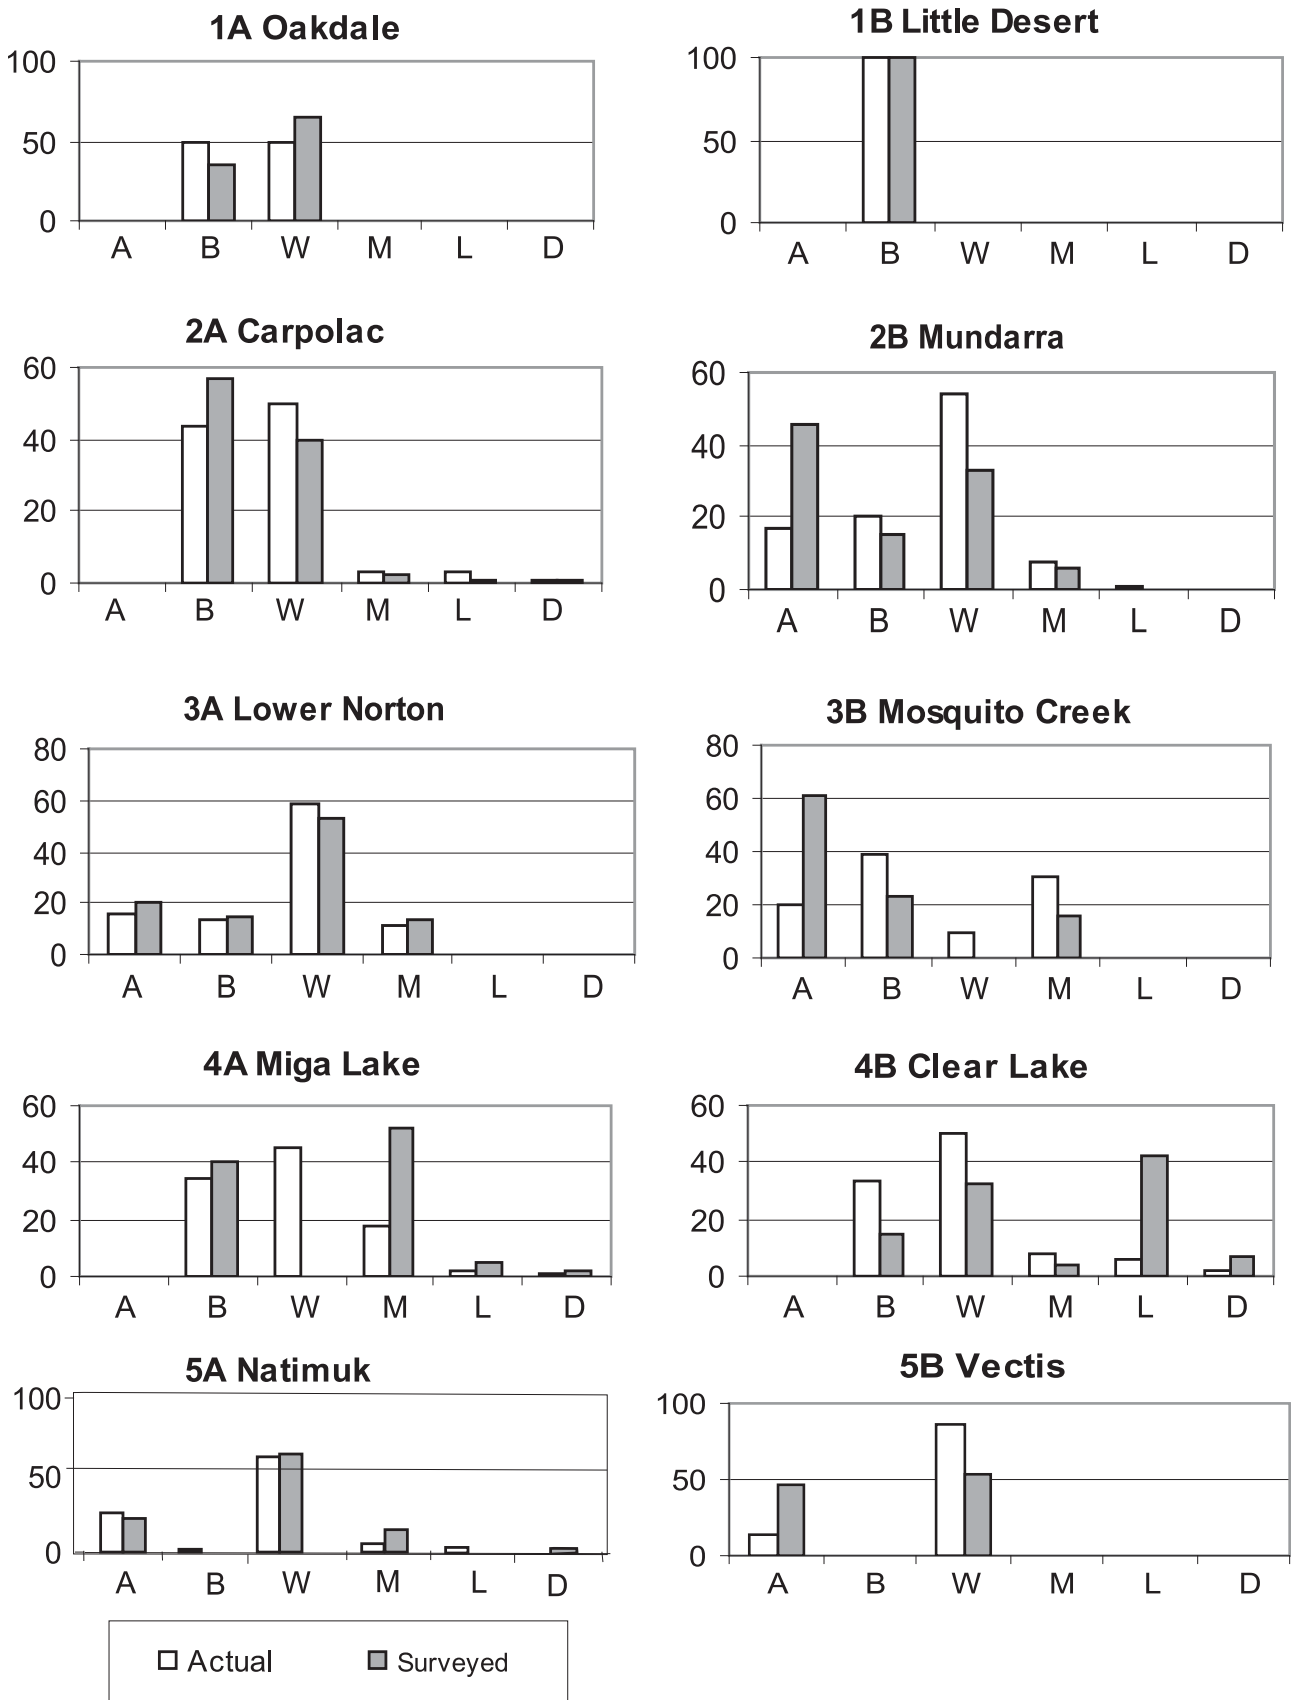 1A Oakdale
100
50
0
A B W M L D
1B Little Desert
100
50
0
A B W M L D
2A Carpolac
60
40
20
0
A B W M L D
2B Mundarra
60
40
20
0
A B W M L D
3A Lower Norton
80
60
40
20
0
A B W M L D
3B Mosquito Creek
80
60
40
20
0
A B W M L D
4A Miga Lake
60
40
20
0
A B W M L D
4B Clear Lake
60
40
20
0
A B W M L D
5A Natimuk
100
50
0
A B W M L D
5B Vectis
100
50
0
A B W M L D
Actual Surveyed